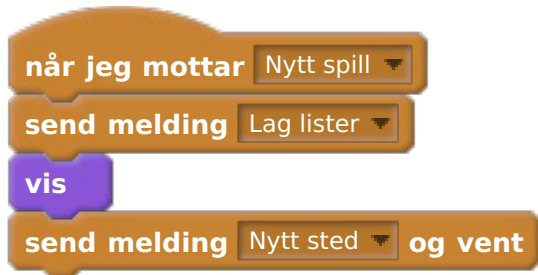 når jeg mottar Nytt spill
send melding Lag lister
vis
send melding Nytt sted og vent